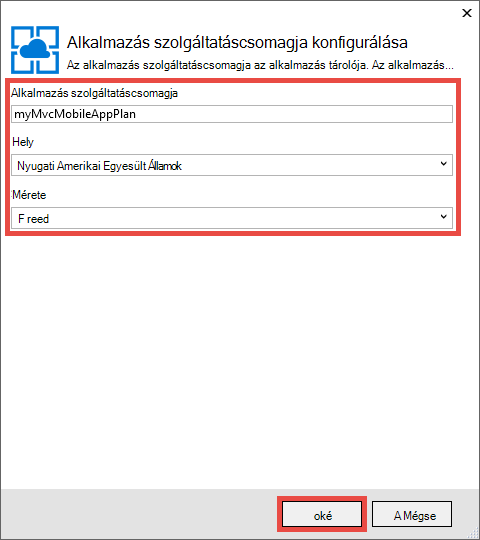 Alkalmazás szolgáltatáscsomagja konfigurálása
Az alkalmazás szolgáltatáscsomagja az alkalmazás tárolója. Az alkalmazás...
Alkalmazás szolgáltatáscsomagja
myMvcMobileAppPlan
Hely
Nyugati Amerikai Egyesült Államok
Mérete
F reed
oké
A Mégse